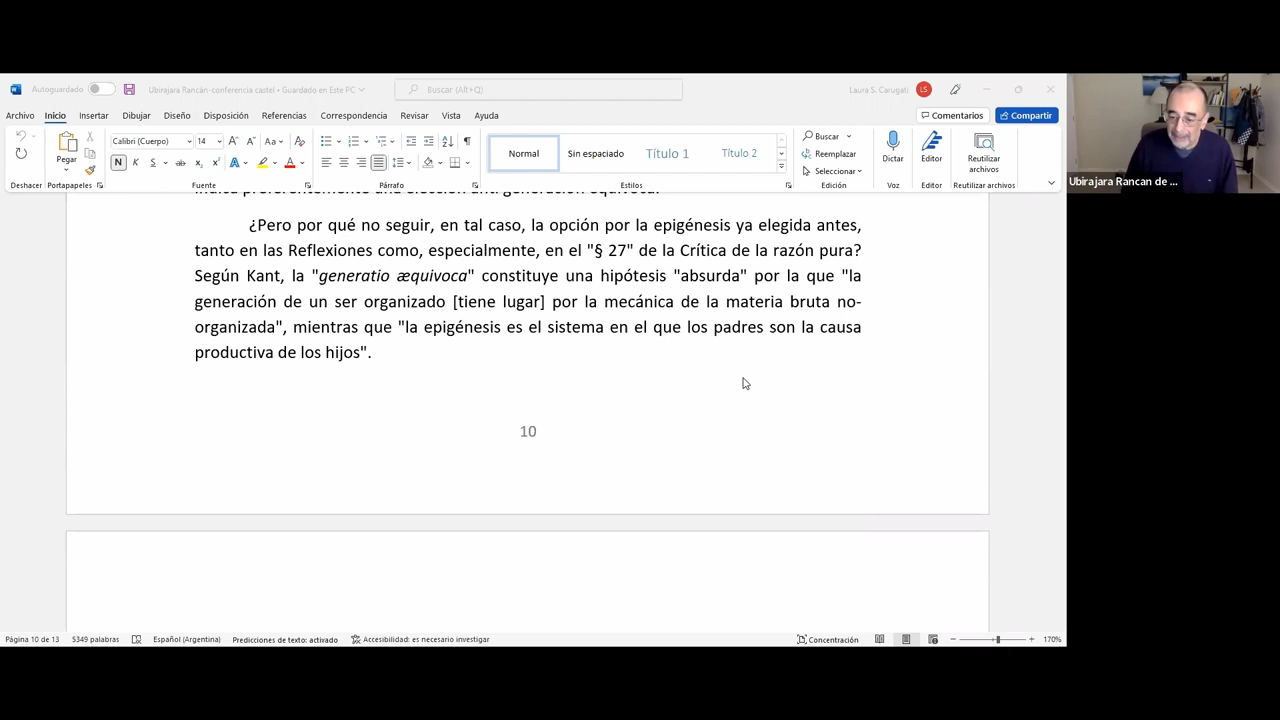 Autoguardado
Ubirajara Rancán-conferencia castel • Guardado en Este PC
Buscar (Alt+Q)
Laura S. Carugati
LS
Archivo Inicio Insertar Dibujar Diseño Disposición Referencias Correspondencia Revisar Vista Ayuda
Comentarios Compartir
Pegar
Calibri (Cuerpo) 14
Normal Sin espaciado Título 1 Título 2
Buscar
Reemplazar
Seleccionar
Dictar
Editor
Reutilizar archivos
Deshacer Portapapeles Fuente Párrafo Estilos Edición Voz Editor Reutilizar archivos
Ubirajara Rancan de ...
¿Pero por qué no seguir, en tal caso, la opción por la epigénesis ya elegida antes,
tanto en las Reflexiones como, especialmente, en el "§ 27" de la Crítica de la razón pura?
Según Kant, la "generatio æquivoca" constituye una hipótesis "absurda" por la que "la
generación de un ser organizado [tiene lugar] por la mecánica de la materia bruta no-
organizada", mientras que "la epigénesis es el sistema en el que los padres son la causa
productiva de los hijos".
10
Página 10 de 13 5349 palabras Español (Argentina) Predicciones de texto: activado Accesibilidad: es necesario investigar Concentración 170%